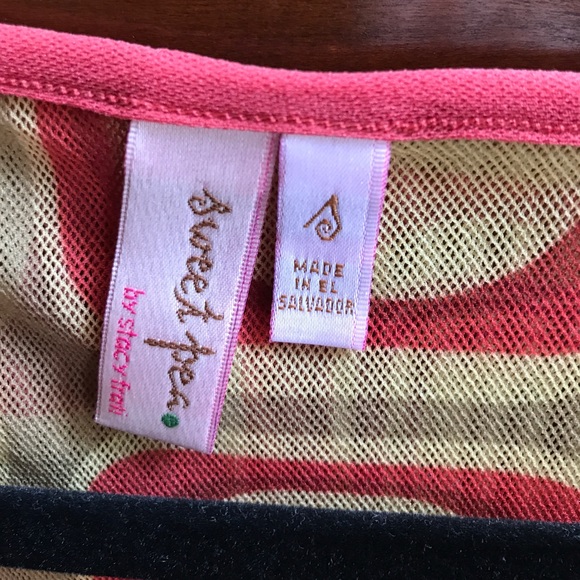 sweet pea
by stacy frati
P
MADE
IN EL
SALVADOR